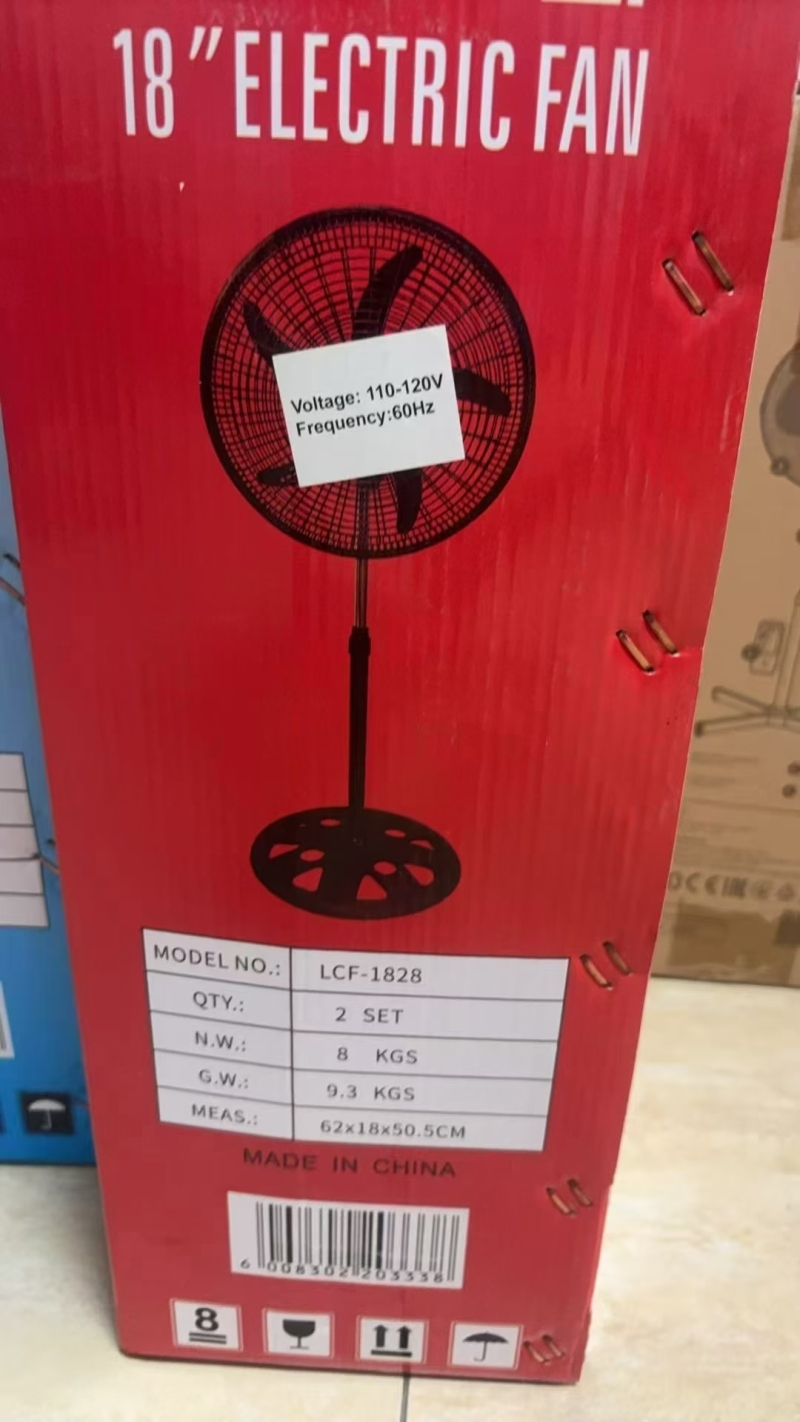 18" ELECTRIC FAN
Voltage: 110-120V
Frequency:60Hz
MODEL NO.: LCF-1828
QTY.: 2 SET
N.W.: 8 KGS
G.W.: 9.3 KGS
MEAS.: 62x18x50.5CM
MADE IN CHINA
6 008302 203338
8